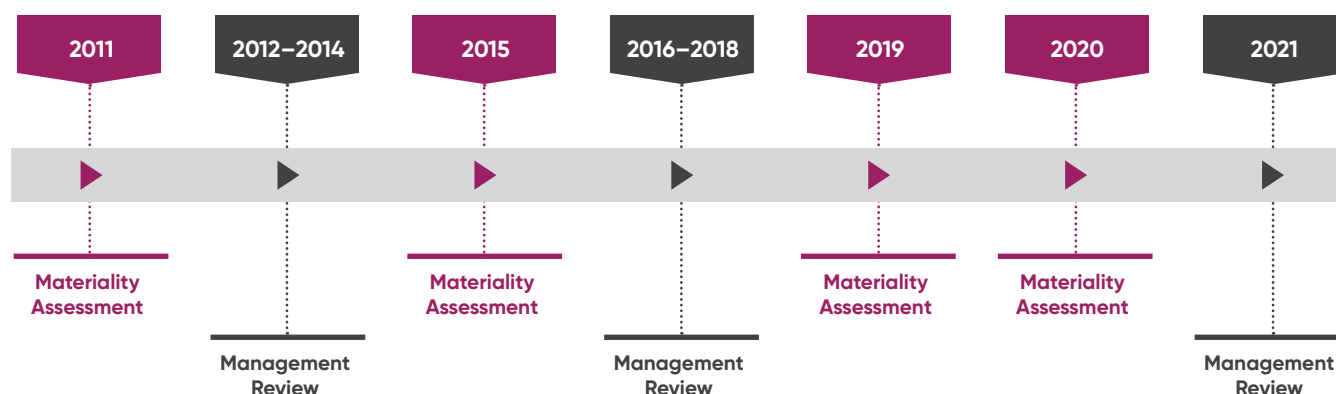 2011
2012–2014
2015
2016–2018
2019
2020
2021
Materiality
Assessment
Management
Review
Materiality
Assessment
Management
Review
Materiality
Assessment
Materiality
Assessment
Management
Review